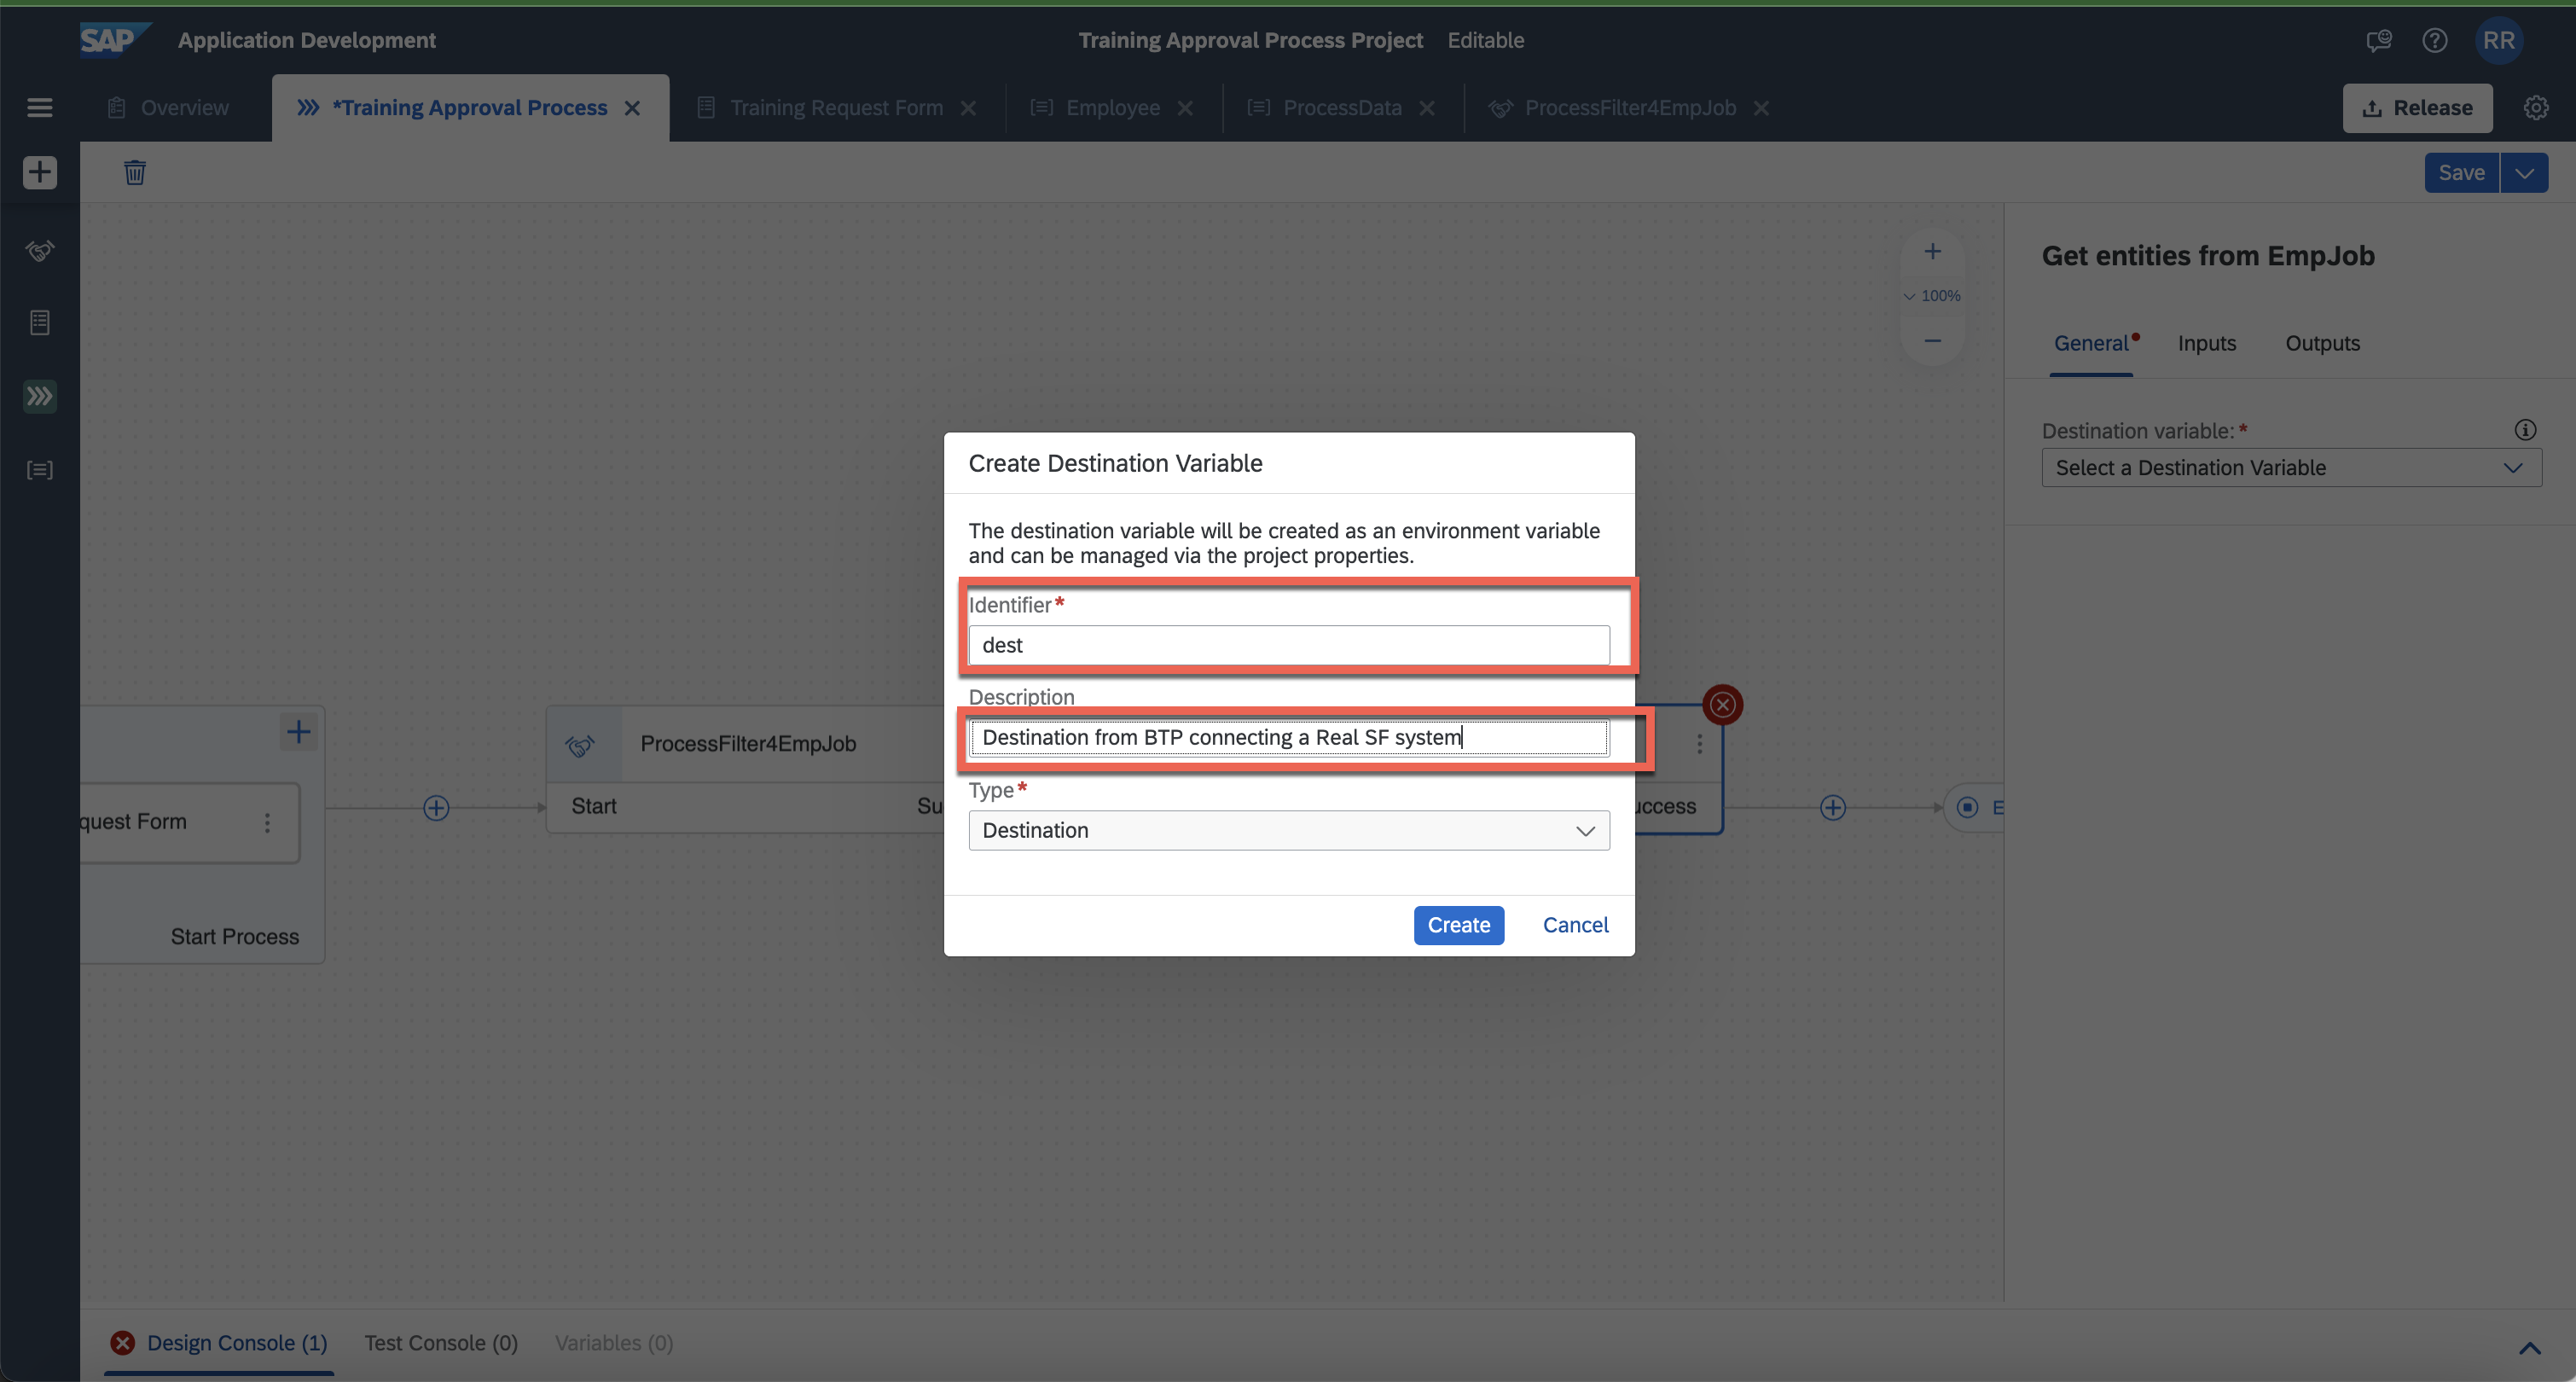 SAP Application Development
Training Approval Process Project Editable
RR
Overview
*Training Approval Process
Training Request Form
Employee
ProcessData
ProcessFilter4EmpJob
Release
Save
100%
Get entities from EmpJob
General Inputs Outputs
Destination variable:*
Select a Destination Variable
Create Destination Variable
The destination variable will be created as an environment variable
and can be managed via the project properties.
Identifier*
dest
Description
Destination from BTP connecting a Real SF system
Type*
Destination
Create Cancel
quest Form
Start Process
ProcessFilter4EmpJob
Start Su
uccess
E
Design Console (1) Test Console (0) Variables (0)